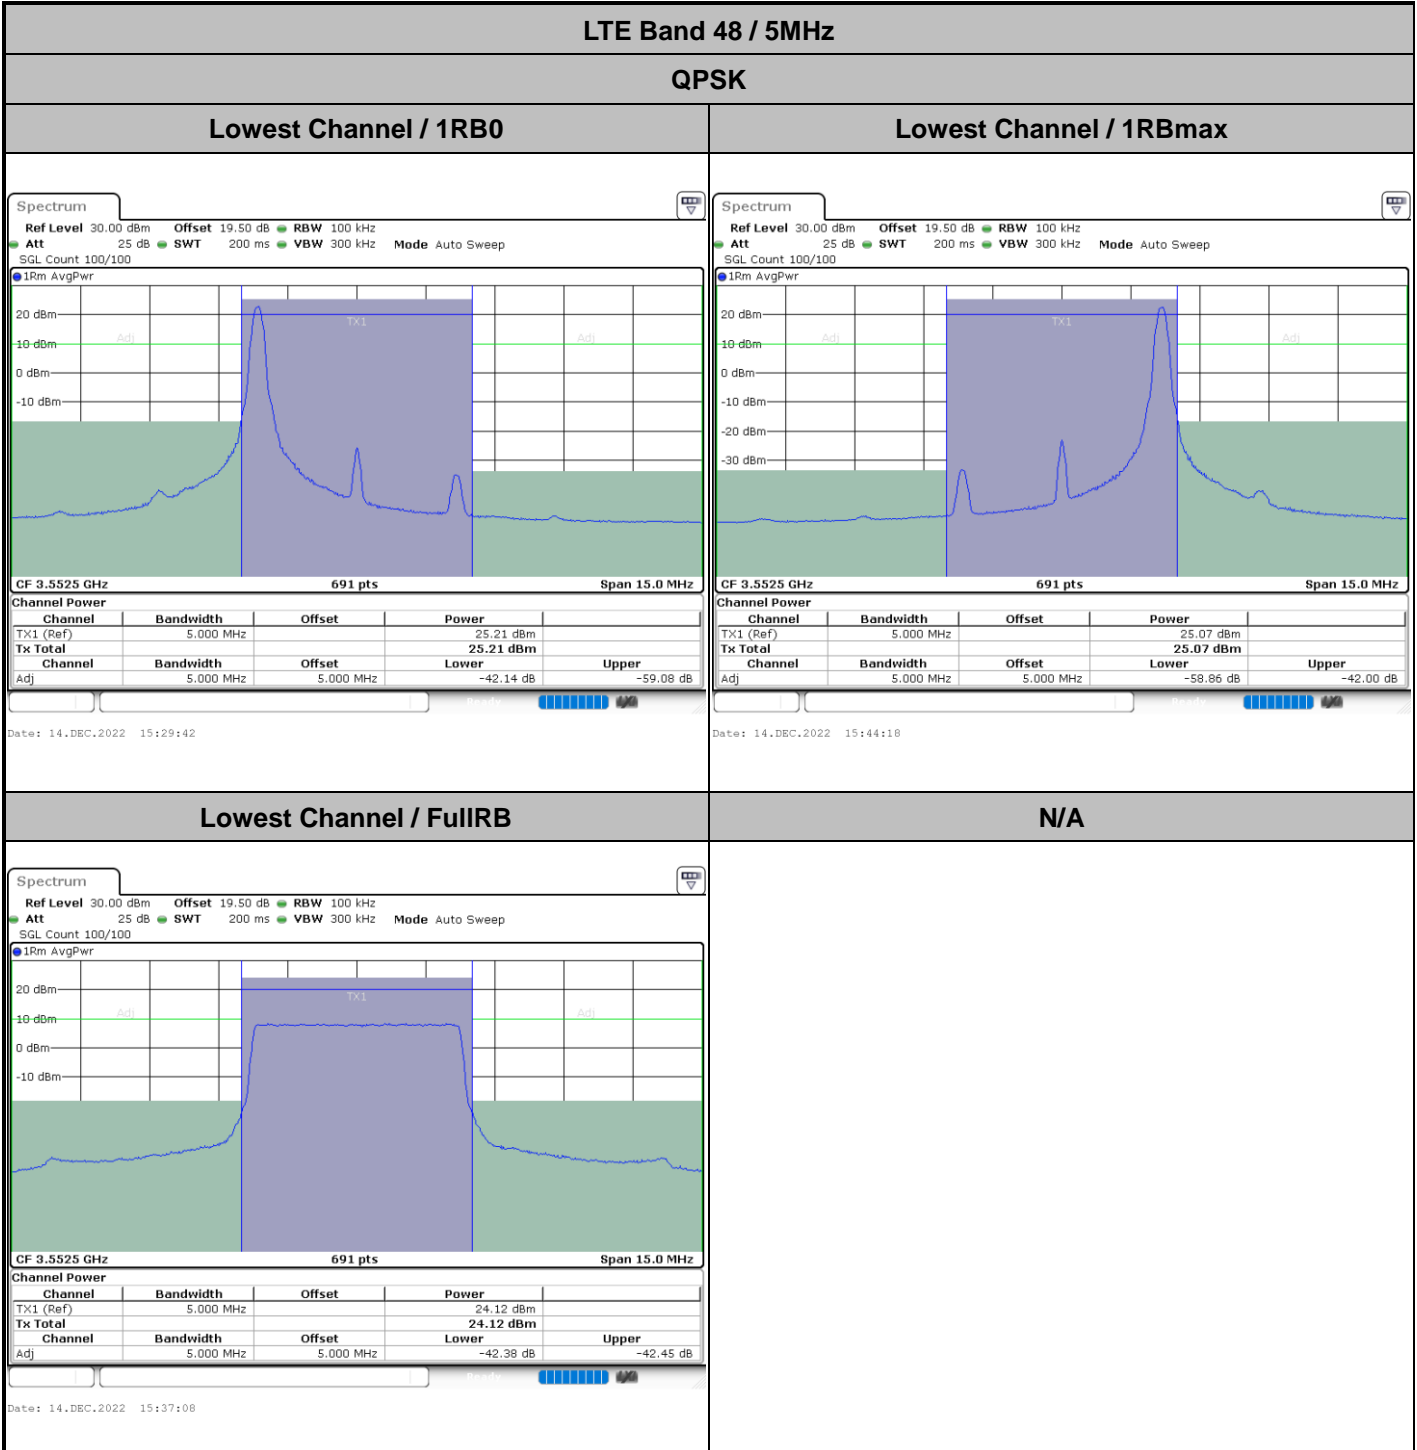 LTE Band 48 / 5MHz
QPSK
Lowest Channel / 1RB0
Lowest Channel / 1RBmax
Spectrum
Ref Level 30.00 dBm Offset 19.50 dB RBW 100 kHz
Att 25 dB SWT 200 ms VBW 300 kHz Mode Auto Sweep
SGL Count 100/100
1Rm AvgPwr
20 dBm
10 dBm
0 dBm
-10 dBm
Adj
TX1
Adj
CF 3.5525 GHz 691 pts Span 15.0 MHz
Channel Power
Channel Bandwidth Offset Power
TX1 (Ref) 5.000 MHz 25.21 dBm
Tx Total 25.21 dBm
Channel Bandwidth Offset Lower Upper
Adj 5.000 MHz 5.000 MHz -42.14 dB -59.08 dB
Ready
Date: 14.DEC.2022 15:29:42
Spectrum
Ref Level 30.00 dBm Offset 19.50 dB RBW 100 kHz
Att 25 dB SWT 200 ms VBW 300 kHz Mode Auto Sweep
SGL Count 100/100
1Rm AvgPwr
20 dBm
10 dBm
0 dBm
-10 dBm
-20 dBm
-30 dBm
Adj
TX1
Adj
CF 3.5525 GHz 691 pts Span 15.0 MHz
Channel Power
Channel Bandwidth Offset Power
TX1 (Ref) 5.000 MHz 25.07 dBm
Tx Total 25.07 dBm
Channel Bandwidth Offset Lower Upper
Adj 5.000 MHz 5.000 MHz -58.86 dB -42.00 dB
Ready
Date: 14.DEC.2022 15:44:18
Lowest Channel / FullRB
N/A
Spectrum
Ref Level 30.00 dBm Offset 19.50 dB RBW 100 kHz
Att 25 dB SWT 200 ms VBW 300 kHz Mode Auto Sweep
SGL Count 100/100
1Rm AvgPwr
20 dBm
10 dBm
0 dBm
-10 dBm
Adj
TX1
Adj
CF 3.5525 GHz 691 pts Span 15.0 MHz
Channel Power
Channel Bandwidth Offset Power
TX1 (Ref) 5.000 MHz 24.12 dBm
Tx Total 24.12 dBm
Channel Bandwidth Offset Lower Upper
Adj 5.000 MHz 5.000 MHz -42.38 dB -42.45 dB
Ready
Date: 14.DEC.2022 15:37:08